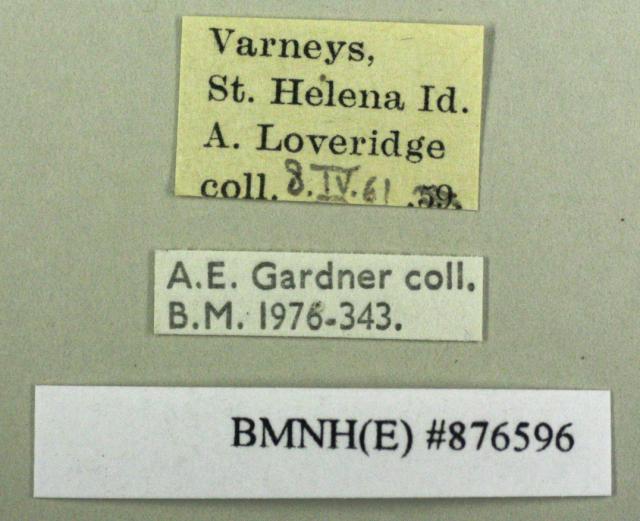 Varneys,
St. Helena Id.
A. Loveridge
coll. 8.IV.61 .59.
A.E. Gardner coll.
B.M. 1976-343.
BMNH(E) #876596